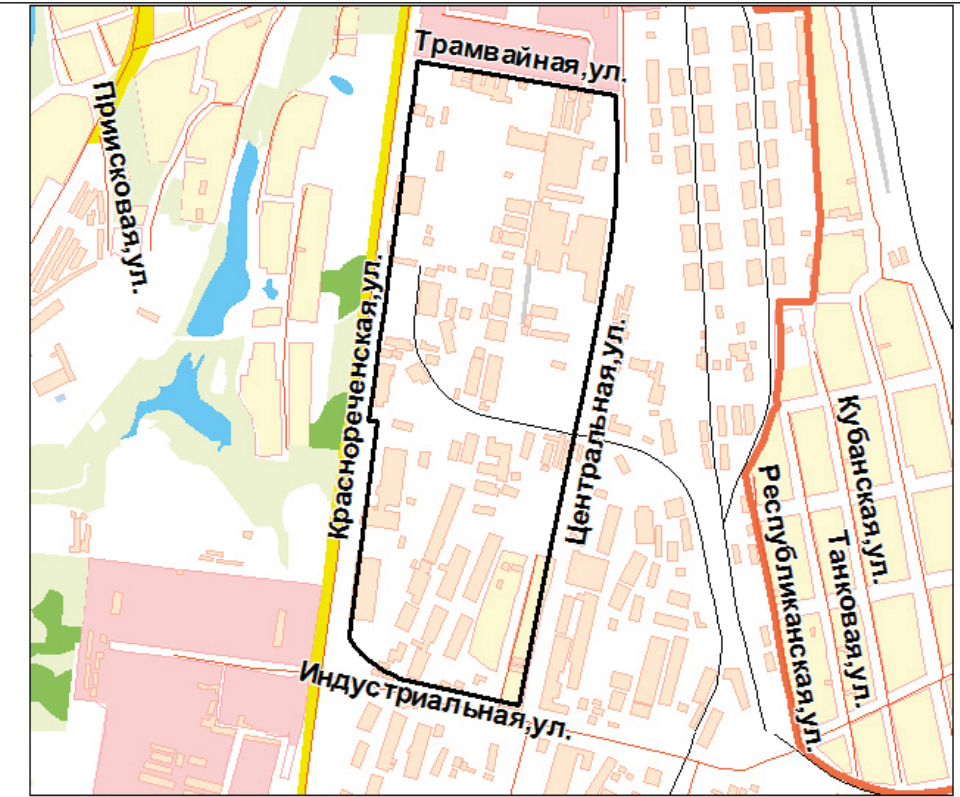 Трамвайная,ул.
Приисковая,ул.
Краснореченская,ул.
Центральная,ул.
Кубанская,ул.
Республиканская,ул.
Танковая,ул.
Индустриальная,ул.